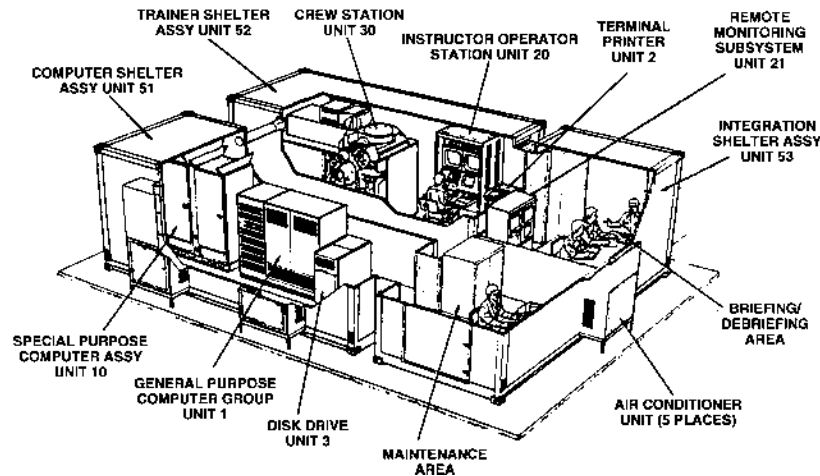 TRAINER SHELTER
ASSY UNIT 52
CREW STATION
UNIT 30
INSTRUCTOR OPERATOR
STATION UNIT 20
TERMINAL
PRINTER
UNIT 2
REMOTE
MONITORING
SUBSYSTEM
UNIT 21
COMPUTER SHELTER
ASSY UNIT 51
INTEGRATION
SHELTER ASSY
UNIT 53
SPECIAL PURPOSE
COMPUTER ASSY
UNIT 10
GENERAL PURPOSE
COMPUTER GROUP
UNIT 1
DISK DRIVE
UNIT 3
MAINTENANCE
AREA
AIR CONDITIONER
UNIT (5 PLACES)
BRIEFING/
DEBRIEFING
AREA